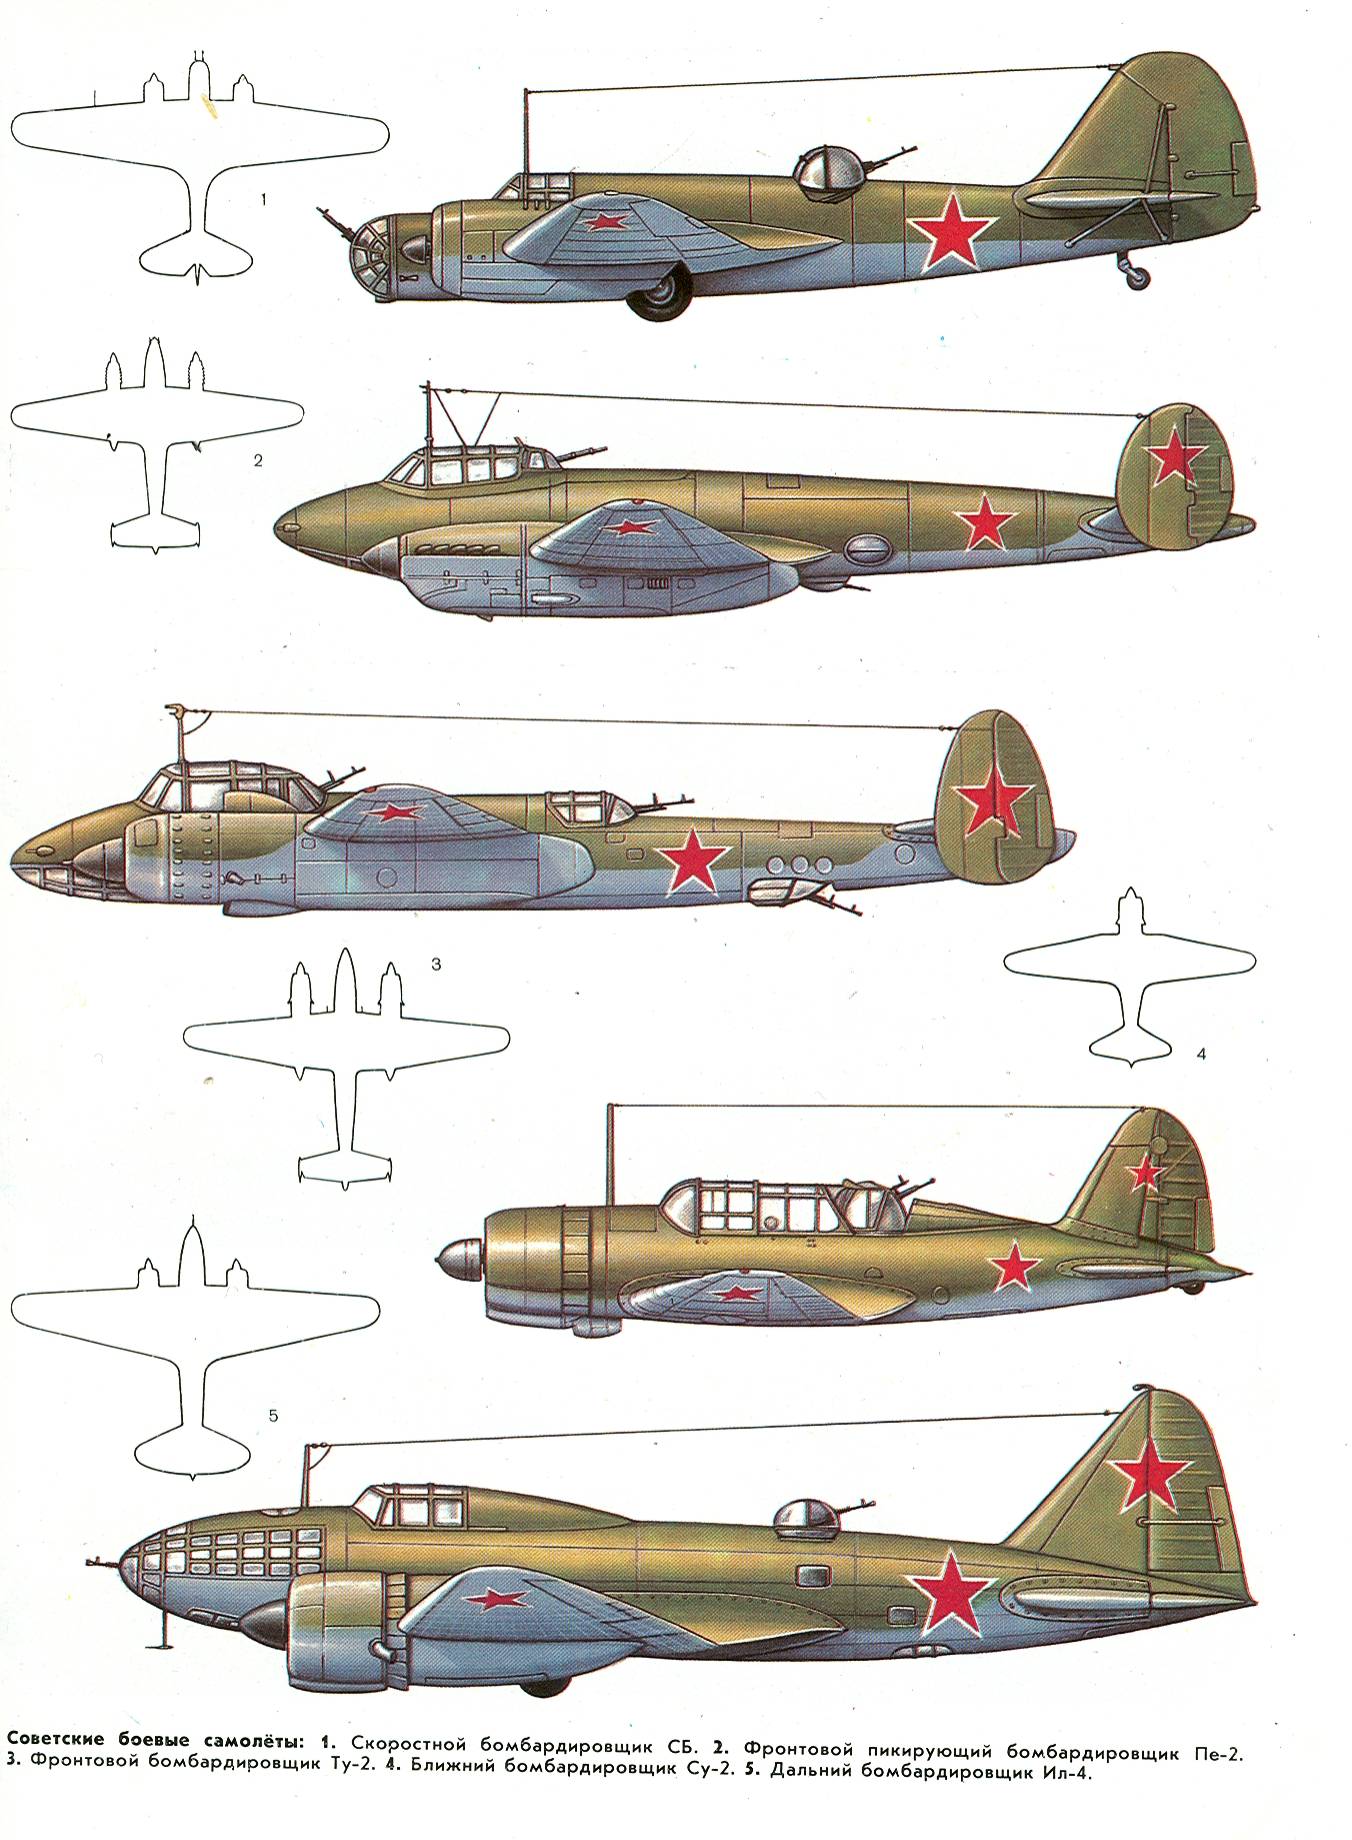 1
2
3
4
5
Советские боевые самолёты: 1. Скоростной бомбардировщик СБ. 2. Фронтовой пикирующий бомбардировщик Пе-2.
3. Фронтовой бомбардировщик Ту-2. 4. Ближний бомбардировщик Су-2. 5. Дальний бомбардировщик Ил-4.